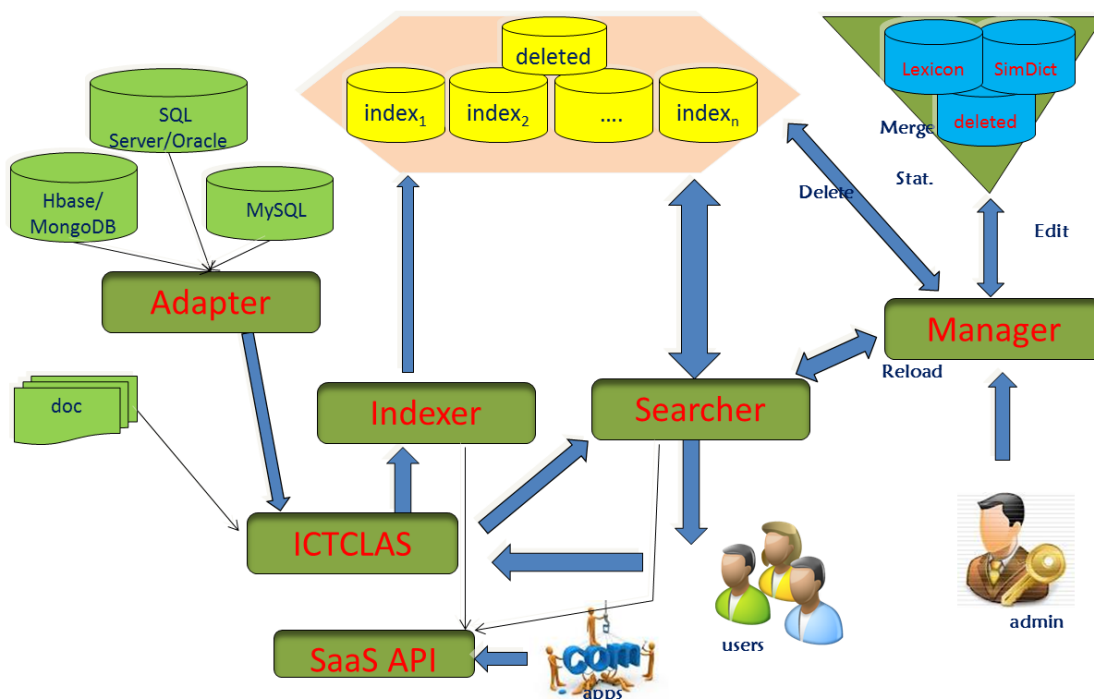 deleted
index1
index2
....
indexn
Lexicon
SimDict
deleted
Merge
Stat.
Delete
Edit
SQL
Server/Oracle
Hbase/
MongoDB
MySQL
Adapter
Manager
Reload
doc
Indexer
Searcher
ICTCLAS
users
admin
SaaS API
com
apps